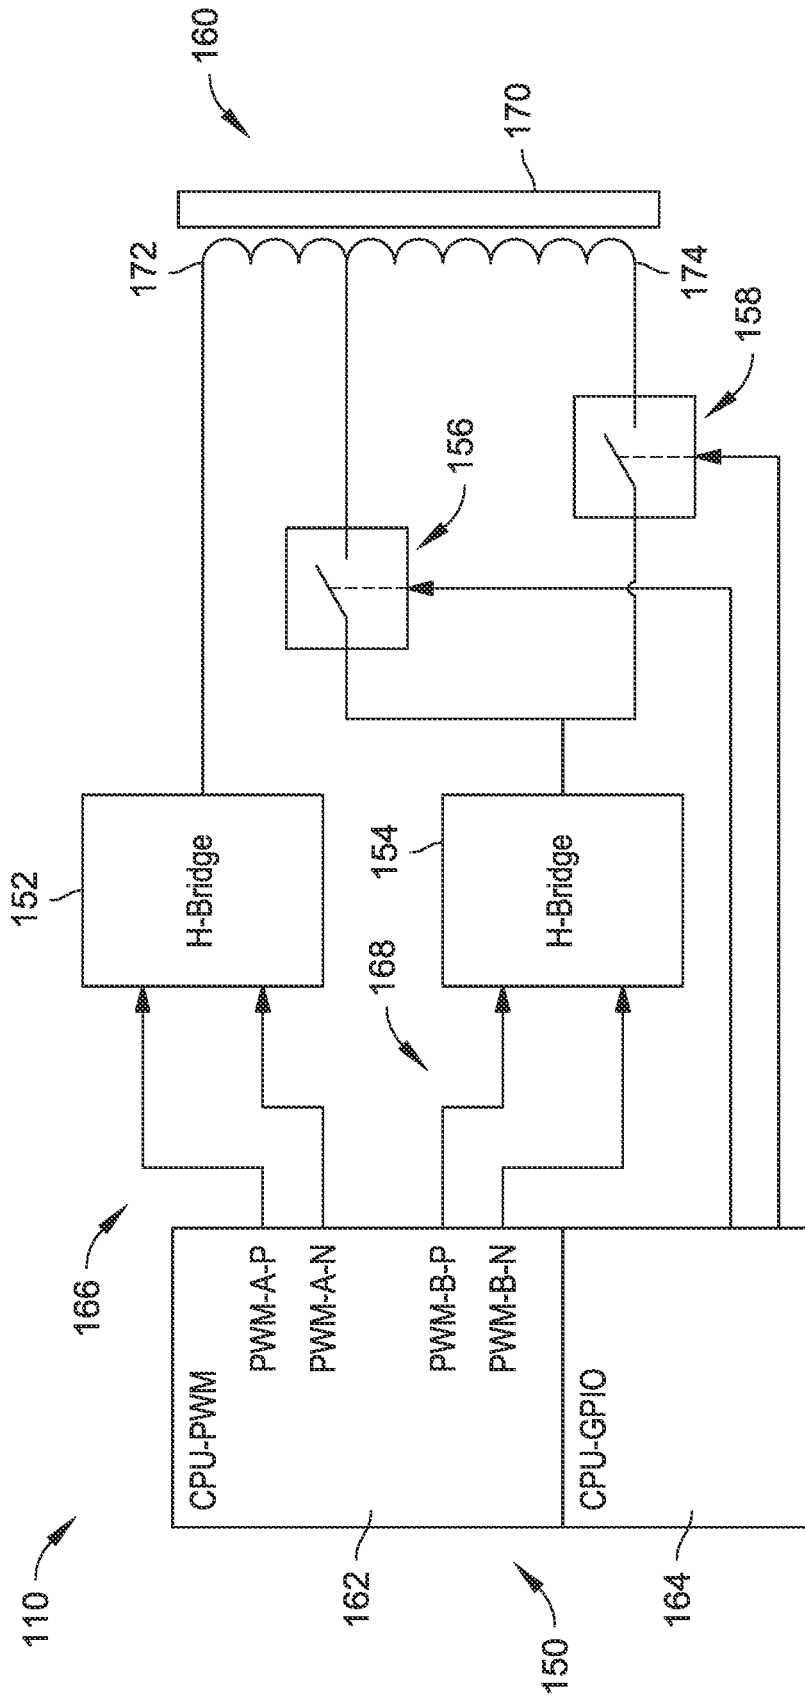 110
150
CPU-PWM
162
PWM-A-P
PWM-A-N
PWM-B-P
PWM-B-N
CPU-GPIO
164
166
168
152
H-Bridge
154
H-Bridge
156
158
172
174
170
160